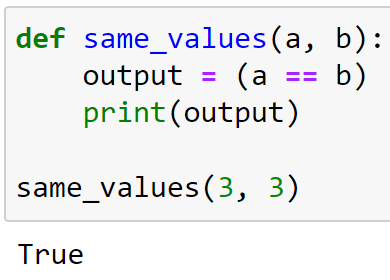 def same_values(a, b):
    output = (a == b)
    print(output)

same_values(3, 3)
True